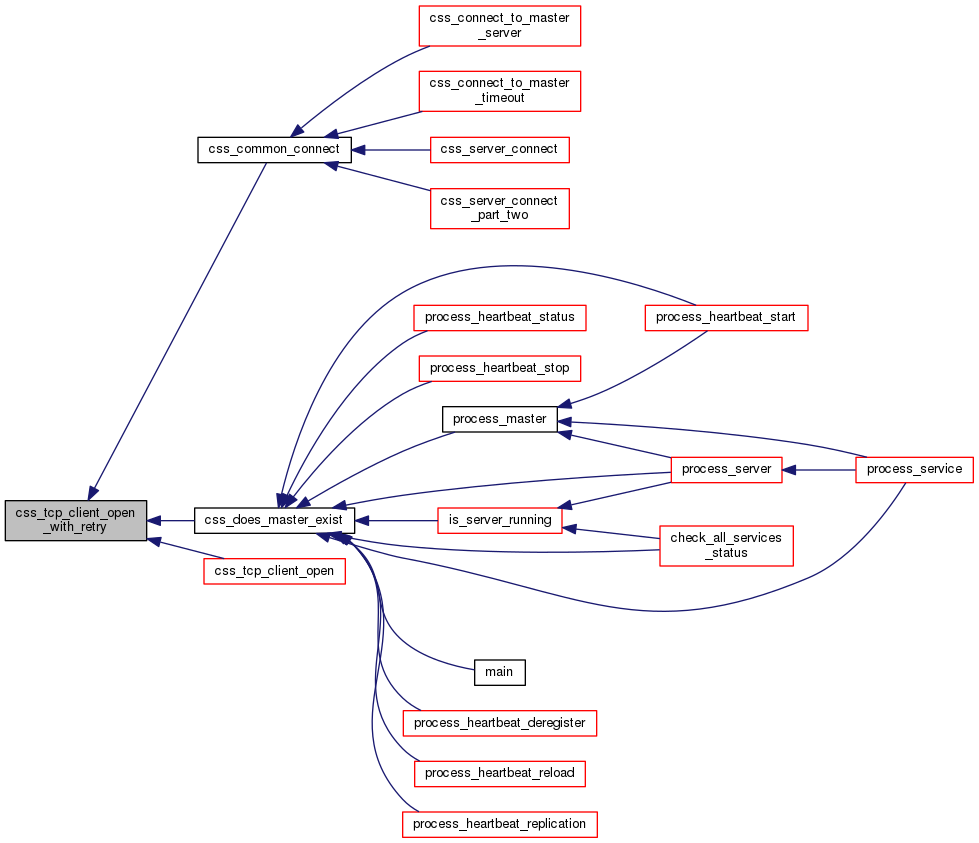 css_connect_to_master
_server
css_connect_to_master
_timeout
css_common_connect
css_server_connect
css_server_connect
_part_two
process_heartbeat_status
process_heartbeat_start
process_heartbeat_stop
process_master
process_server
process_service
css_tcp_client_open
_with_retry
css_does_master_exist
is_server_running
check_all_services
_status
css_tcp_client_open
main
process_heartbeat_deregister
process_heartbeat_reload
process_heartbeat_replication